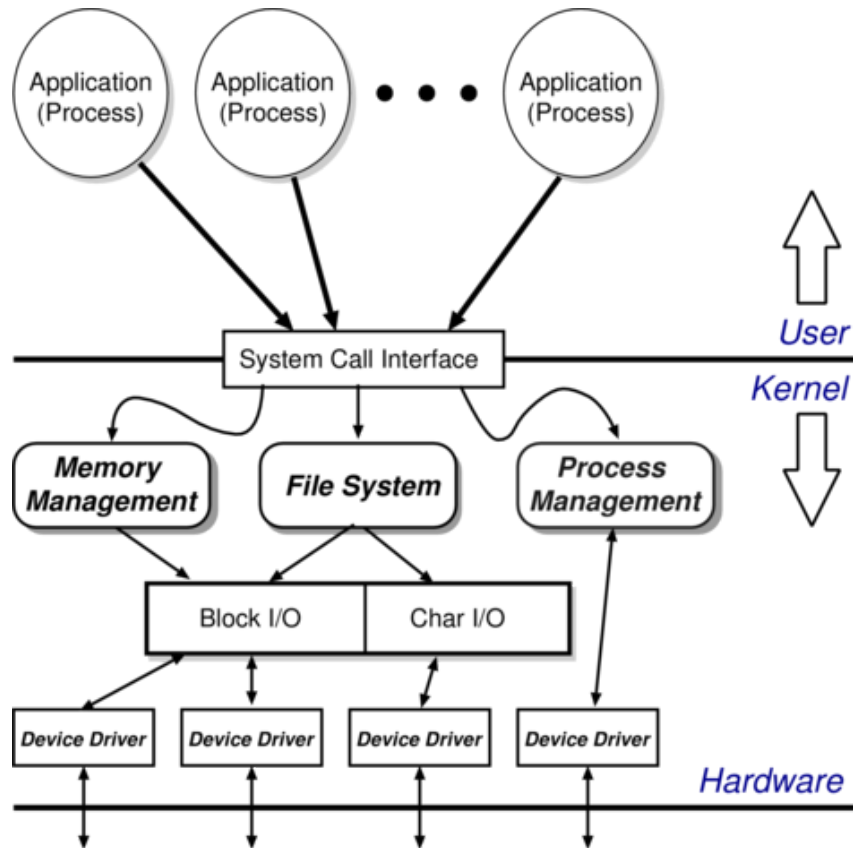 Application
(Process)
Application
(Process)
Application
(Process)
User
System Call Interface
Kernel
Memory
Management
File System
Process
Management
Block I/O
Char I/O
Device Driver
Device Driver
Device Driver
Device Driver
Hardware